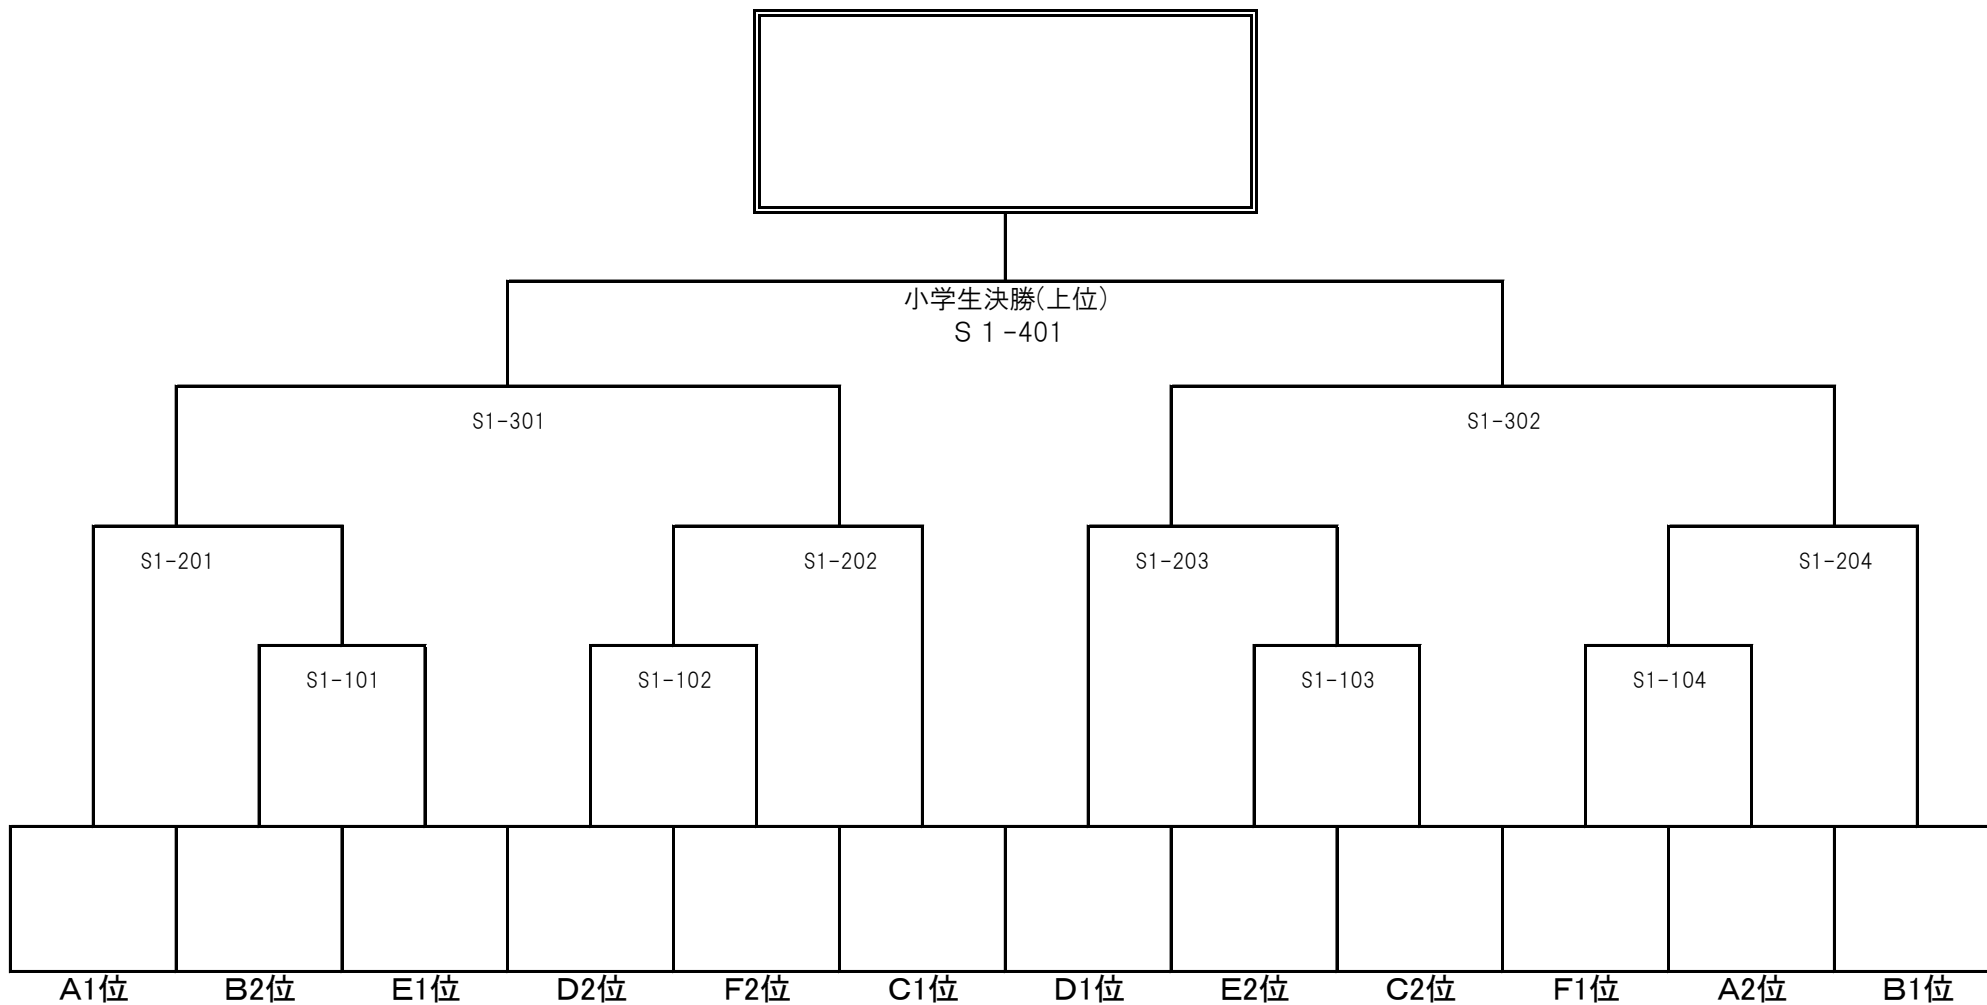 小学生決勝(上位)
S 1-401
S1-301
S1-302
S1-201
S1-202
S1-203
S1-204
S1-101
S1-102
S1-103
S1-104
A1位 B2位 E1位 D2位 F2位 C1位 D1位 E2位 C2位 F1位 A2位 B1位